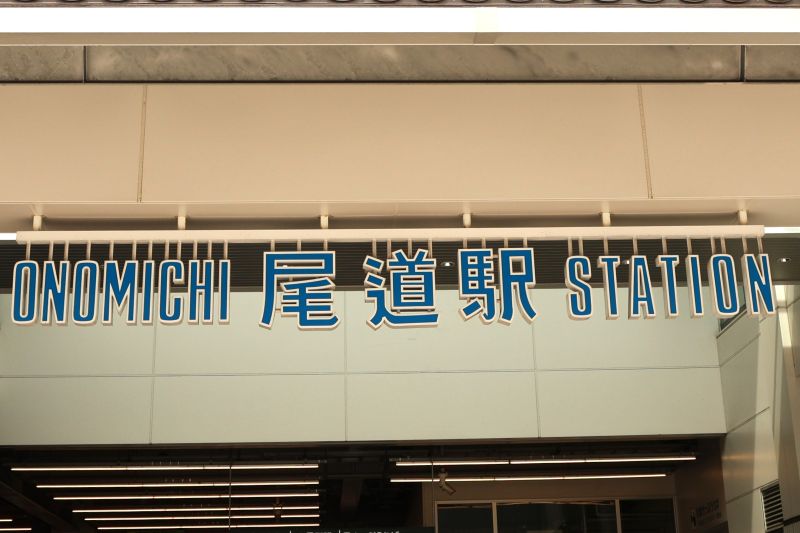 ONOMICHI 尾道駅 STATION